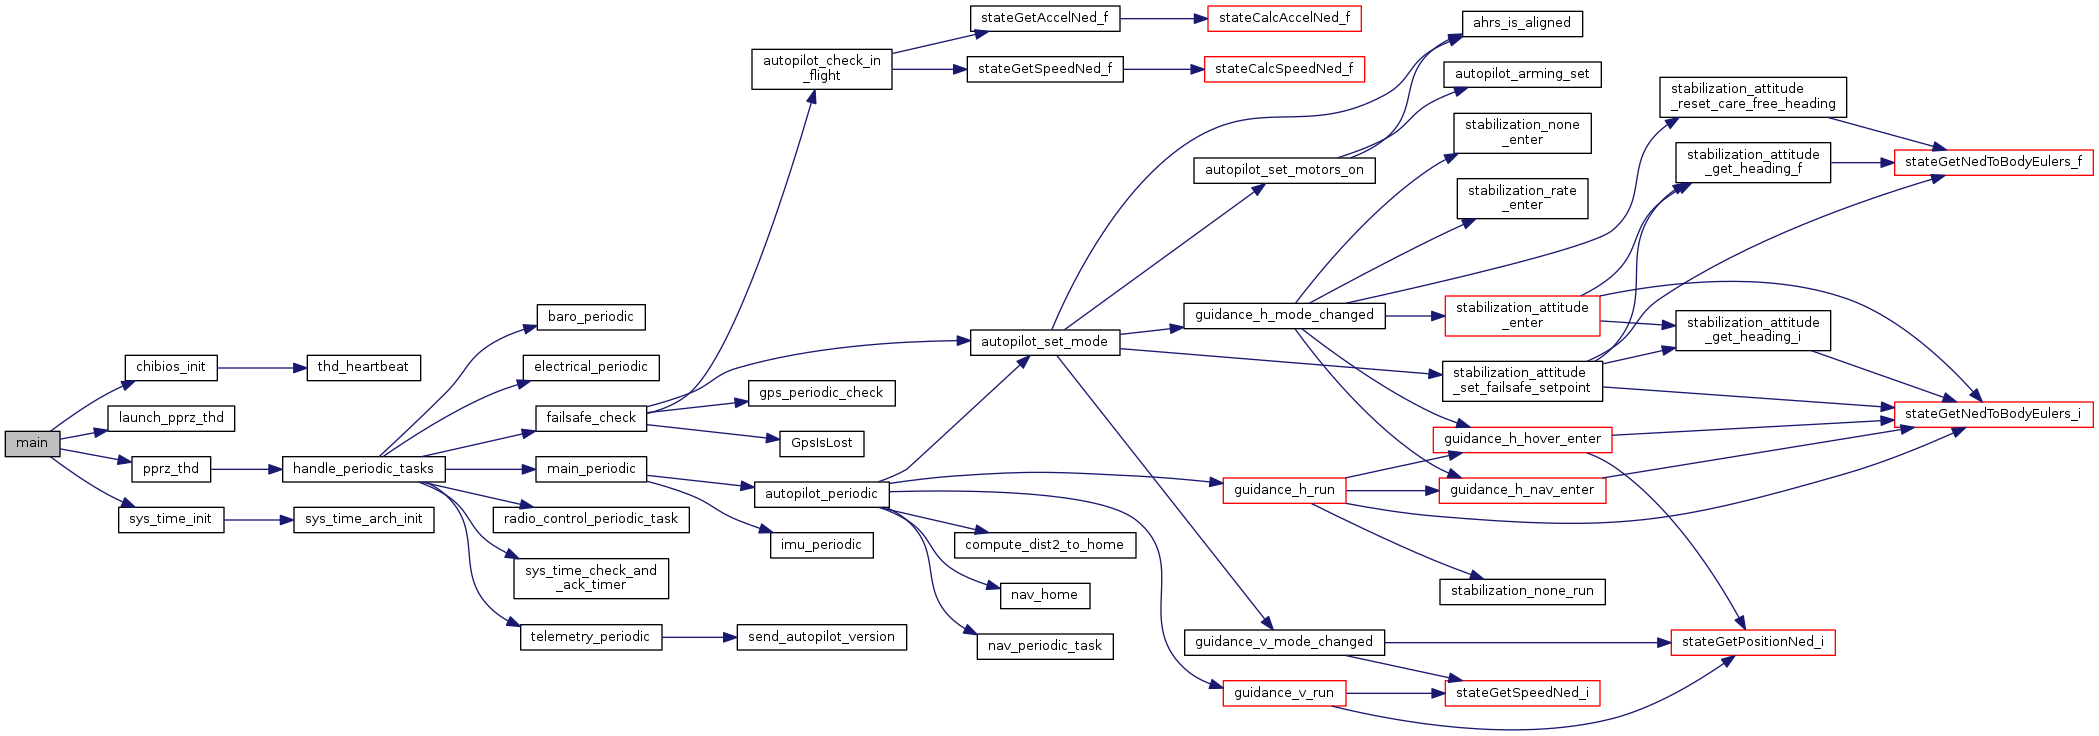 main
chibios_init
launch_pprz_thd
pprz_thd
sys_time_init
thd_heartbeat
handle_periodic_tasks
sys_time_arch_init
baro_periodic
electrical_periodic
failsafe_check
main_periodic
radio_control_periodic_task
sys_time_check_and
_ack_timer
telemetry_periodic
autopilot_check_in
_flight
gps_periodic_check
GpsIsLost
autopilot_periodic
imu_periodic
send_autopilot_version
stateGetAccelNed_f
stateGetSpeedNed_f
autopilot_set_mode
compute_dist2_to_home
nav_home
nav_periodic_task
stateCalcAccelNed_f
stateCalcSpeedNed_f
autopilot_set_motors_on
guidance_h_mode_changed
guidance_h_run
guidance_v_mode_changed
guidance_v_run
ahrs_is_aligned
autopilot_arming_set
stabilization_none
_enter
stabilization_rate
_enter
stabilization_attitude
_enter
stabilization_attitude
_set_failsafe_setpoint
guidance_h_hover_enter
guidance_h_nav_enter
stabilization_none_run
stateGetSpeedNed_i
stabilization_attitude
_reset_care_free_heading
stabilization_attitude
_get_heading_f
stabilization_attitude
_get_heading_i
stateGetPositionNed_i
stateGetNedToBodyEulers_f
stateGetNedToBodyEulers_i